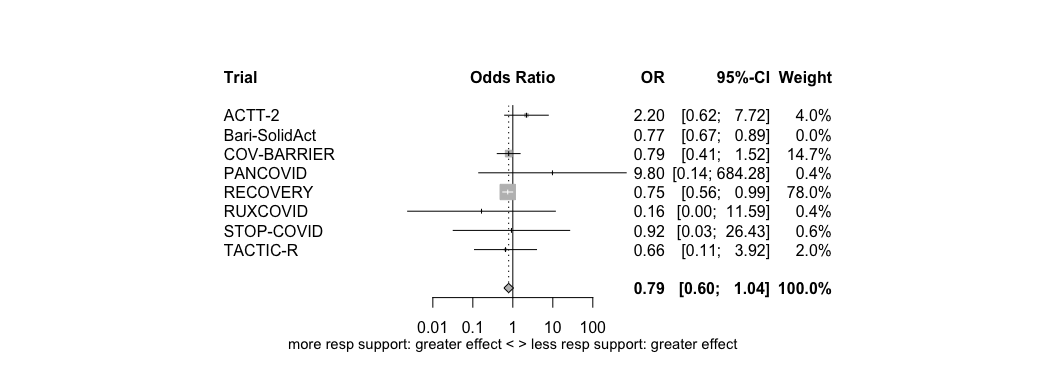 Trial Odds Ratio OR 95%-CI Weight
ACTT-2 2.20 [0.62; 7.72] 4.0%
Bari-SolidAct 0.77 [0.67; 0.89] 0.0%
COV-BARRIER 0.79 [0.41; 1.52] 14.7%
PANCOVID 9.80 [0.14; 684.28] 0.4%
RECOVERY 0.75 [0.56; 0.99] 78.0%
RUXCOVID 0.16 [0.00; 11.59] 0.4%
STOP-COVID 0.92 [0.03; 26.43] 0.6%
TACTIC-R 0.66 [0.11; 3.92] 2.0%
0.79 [0.60; 1.04] 100.0%
0.01 0.1 1 10 100
more resp support: greater effect < > less resp support: greater effect